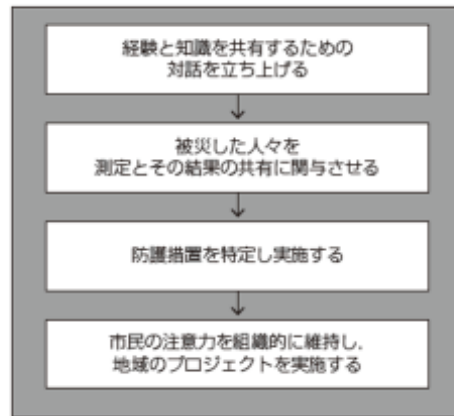 経験と知識を共有するための
対話を立ち上げる
被災した人々を
測定とその結果の共有に関与させる
防護措置を特定し実施する
市民の注意力を組織的に維持し,
地域のプロジェクトを実施する